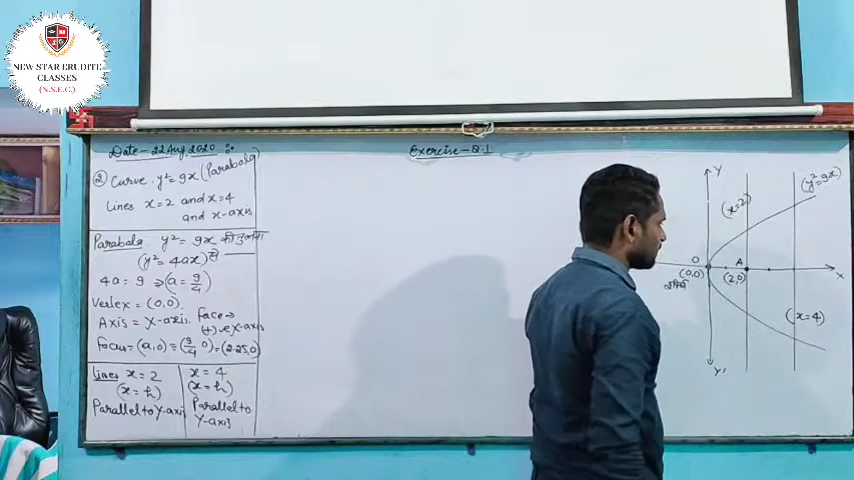 NEW STAR ERUDITE
CLASSES
(N.S.E.C.)
Date - 22 Aug, 2020
Exercise - 8.1
② Curve y² = 9x (Parabola)
Lines x = 2 and x = 4
and x-axis
Parabola y² = 9x की तुलना
(y² = 4ax) से
4a = 9 ⇒ (a = 9/4)
Vertex = (0,0).
Axis = X-axis. Face →
(+)ve x-axis
Focus = (a,0) = (9/4, 0) = (2.25,0)
Lines x = 2
(x = h)
Parallel to Y-axis
x = 4
(x = h)
Parallel to
Y-axis
Y
(x=2)
(y²=9x)
O
A
(0,0)
(2,0)
X
(x=4)
Y'